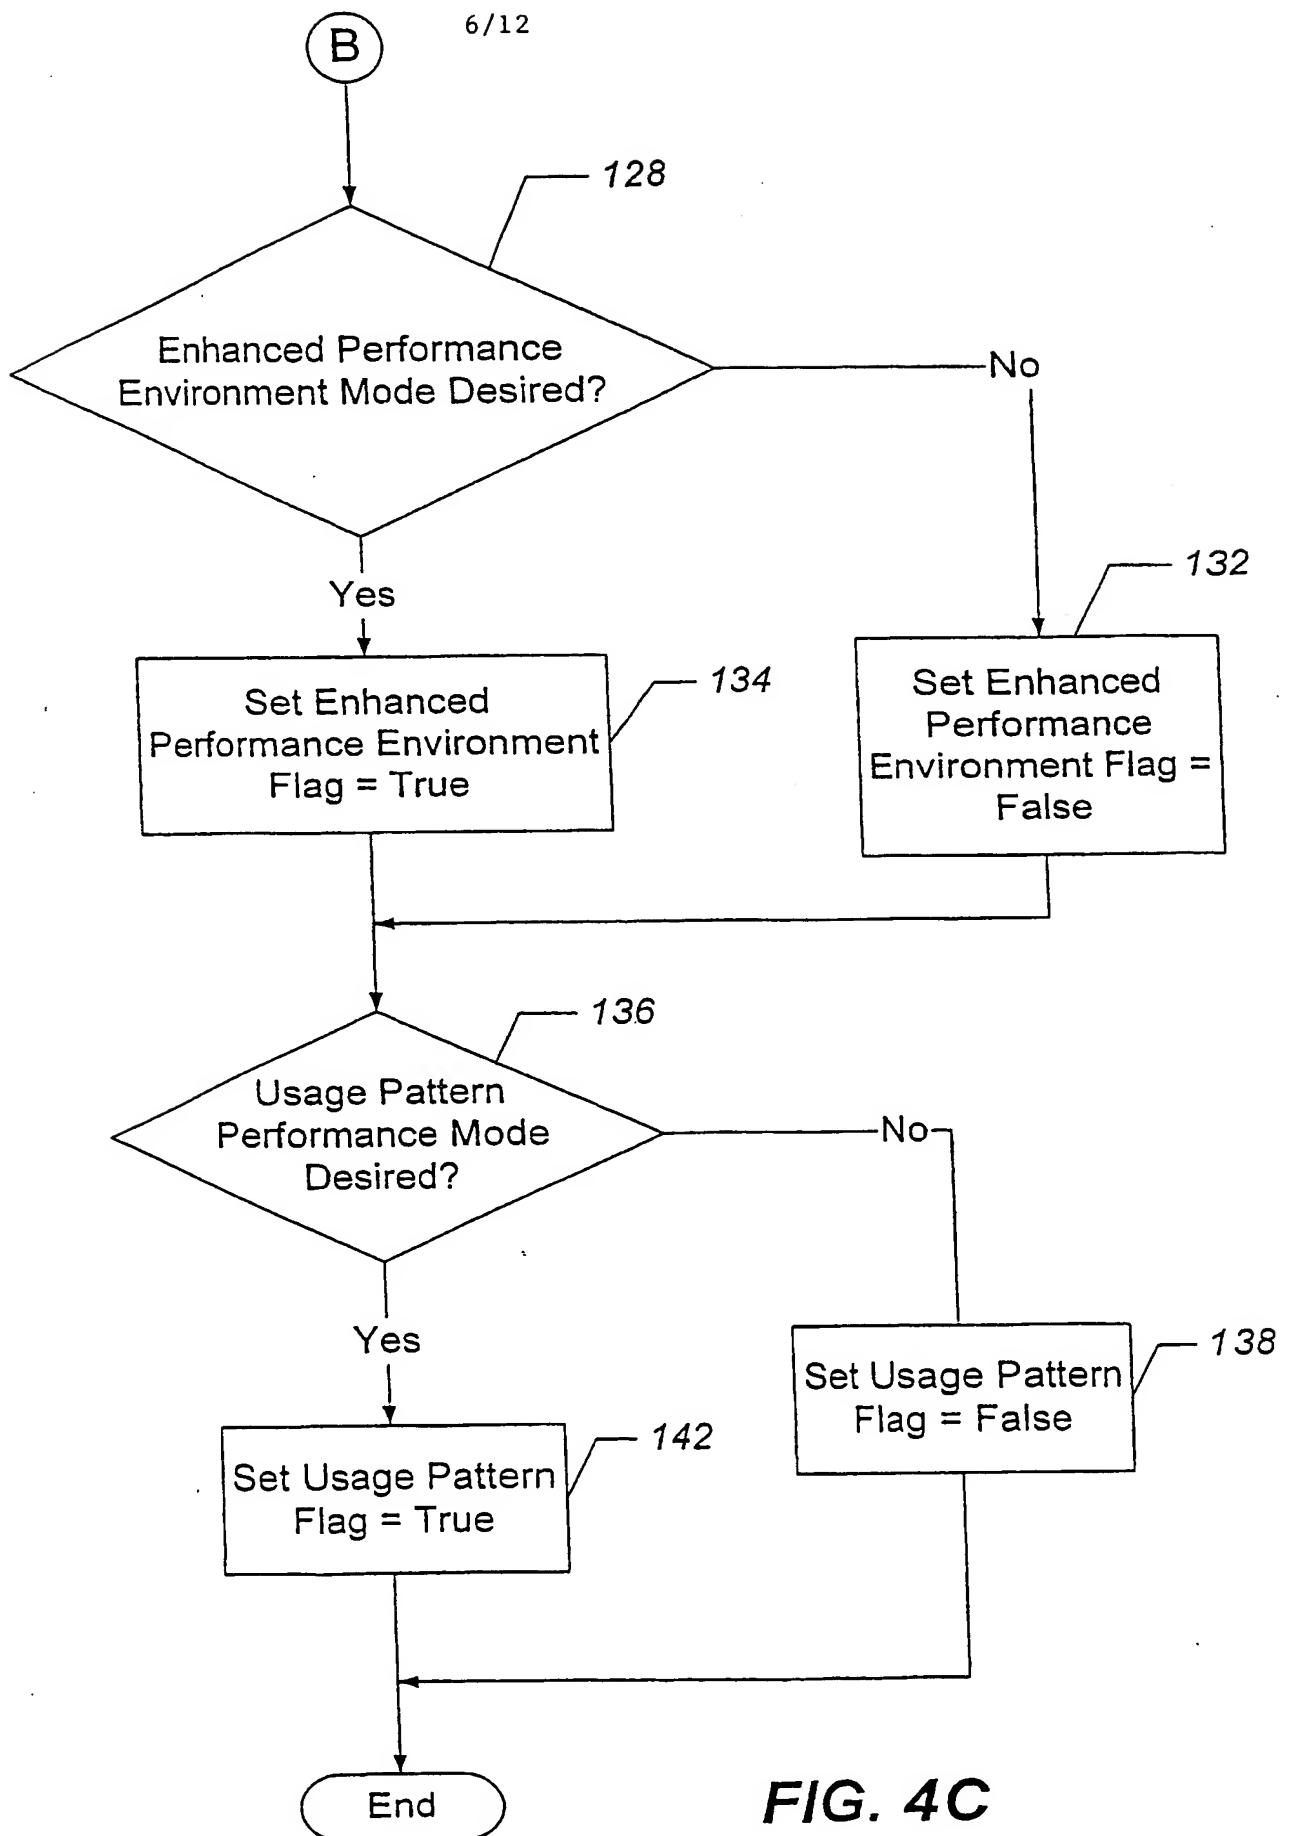 6/12
B
128
Enhanced Performance
Environment Mode Desired?
No
Yes
132
134
Set Enhanced
Performance Environment
Flag = True
Set Enhanced
Performance
Environment Flag =
False
136
Usage Pattern
Performance Mode
Desired?
No
Yes
138
Set Usage Pattern
Flag = False
142
Set Usage Pattern
Flag = True
End
FIG. 4C